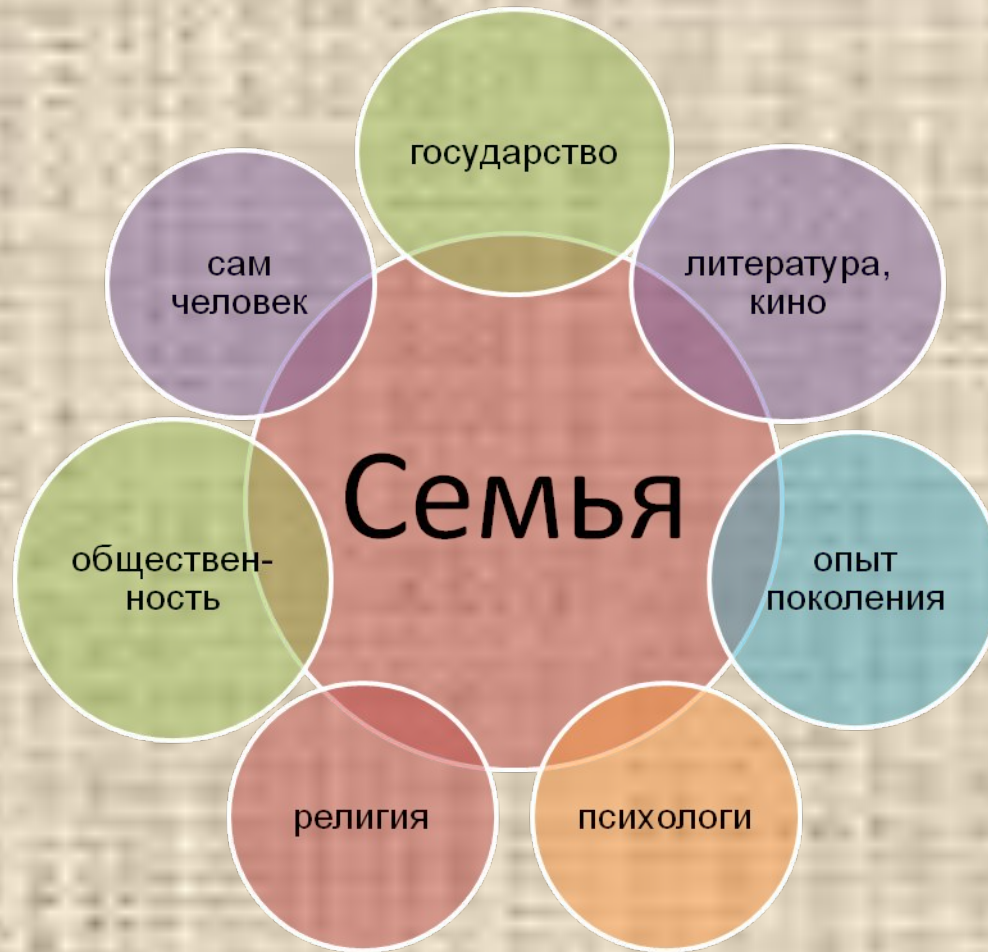 государство
сам
человек
литература,
кино
Семья
обществен-
ность
опыт
поколения
религия
психологи